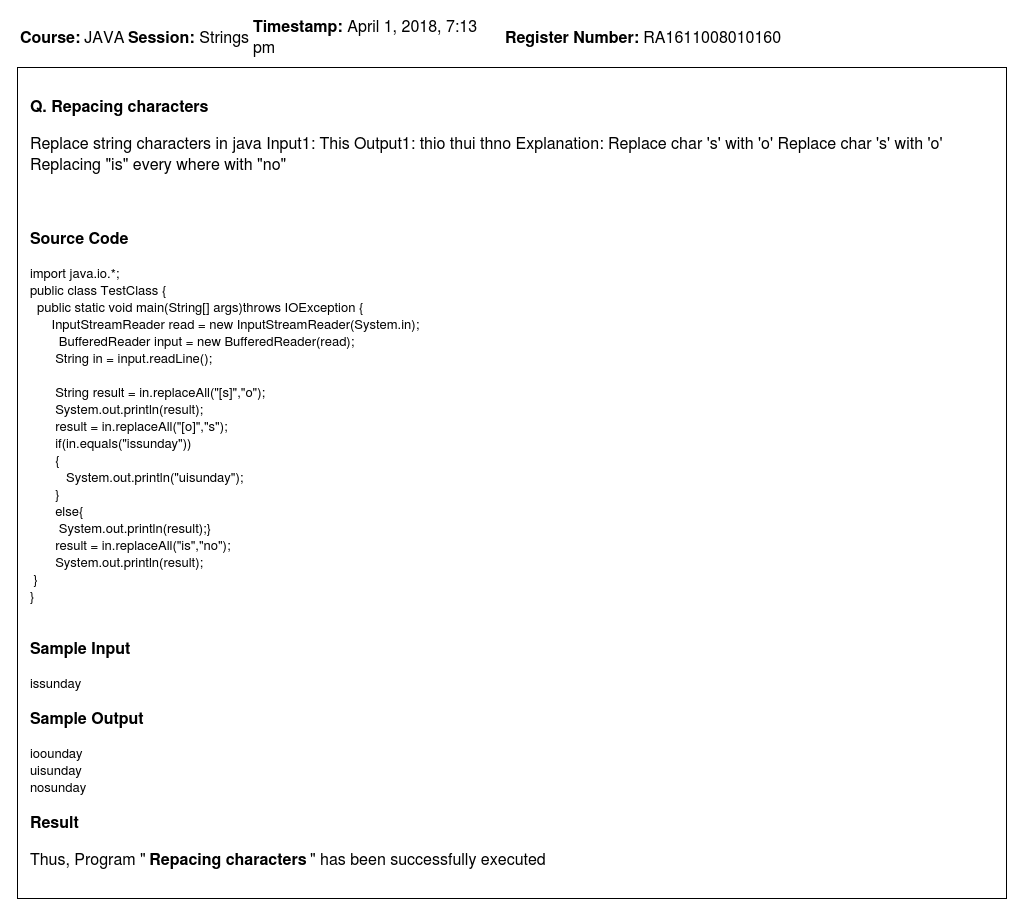 Course: JAVA Session: Strings Timestamp: April 1, 2018, 7:13 pm Register Number: RA1611008010160
Q. Repacing characters
Replace string characters in java Input1: This Output1: thio thui thno Explanation: Replace char 's' with 'o' Replace char 's' with 'o'
Replacing "is" every where with "no"
Source Code
import java.io.*;
public class TestClass {
public static void main(String[] args)throws IOException {
InputStreamReader read = new InputStreamReader(System.in);
BufferedReader input = new BufferedReader(read);
String in = input.readLine();
String result = in.replaceAll("[s]","o");
System.out.println(result);
result = in.replaceAll("[o]","s");
if(in.equals("issunday"))
{
System.out.println("uisunday");
}
else{
System.out.println(result);}
result = in.replaceAll("is","no");
System.out.println(result);
}
}
Sample Input
issunday
Sample Output
ioounday
uisunday
nosunday
Result
Thus, Program " Repacing characters " has been successfully executed